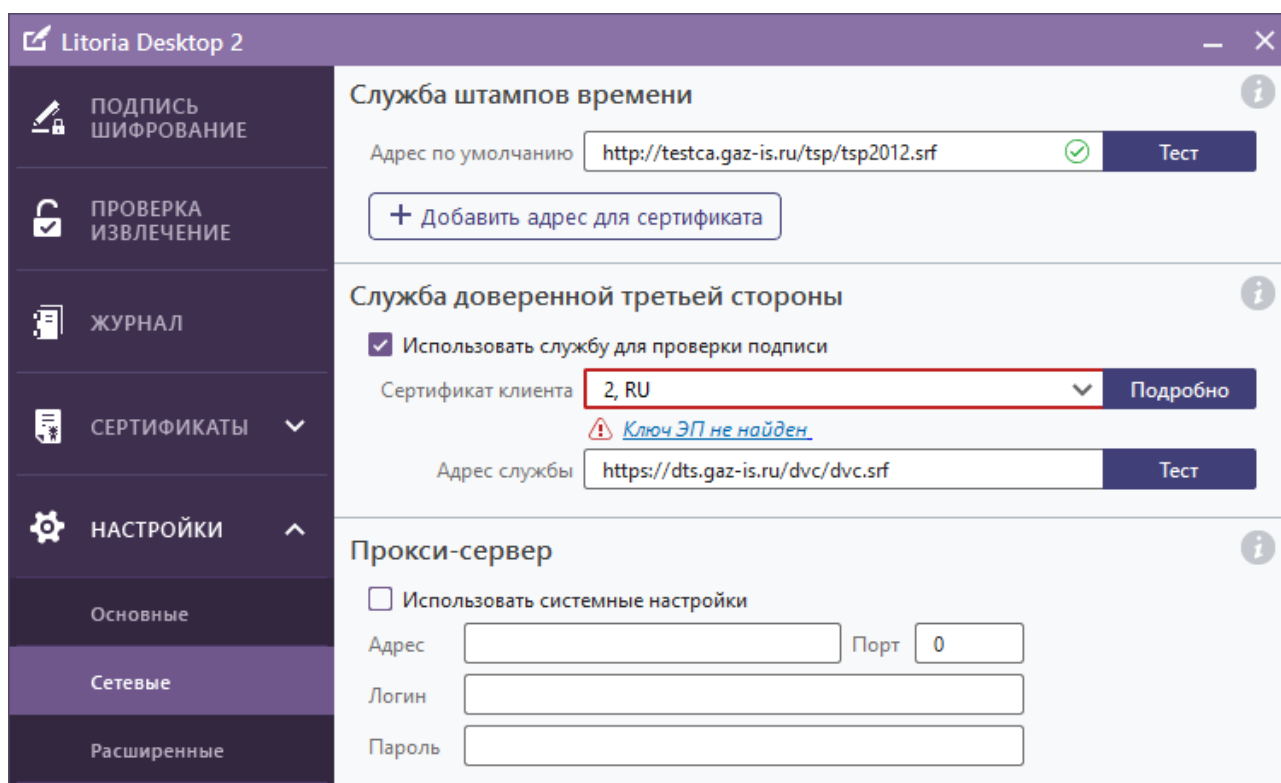 Litoria Desktop 2
ПОДПИСЬ
ШИФРОВАНИЕ
ПРОВЕРКА
ИЗВЛЕЧЕНИЕ
ЖУРНАЛ
СЕРТИФИКАТЫ
НАСТРОЙКИ
Основные
Сетевые
Расширенные
Служба штампов времени
Адрес по умолчанию http://testca.gaz-is.ru/tsp/tsp2012.srf Тест
+ Добавить адрес для сертификата
Служба доверенной третьей стороны
Использовать службу для проверки подписи
Сертификат клиента 2, RU Подробно
Ключ ЭП не найден
Адрес службы https://dts.gaz-is.ru/dvc/dvc.srf Тест
Прокси-сервер
Использовать системные настройки
Адрес Порт 0
Логин
Пароль